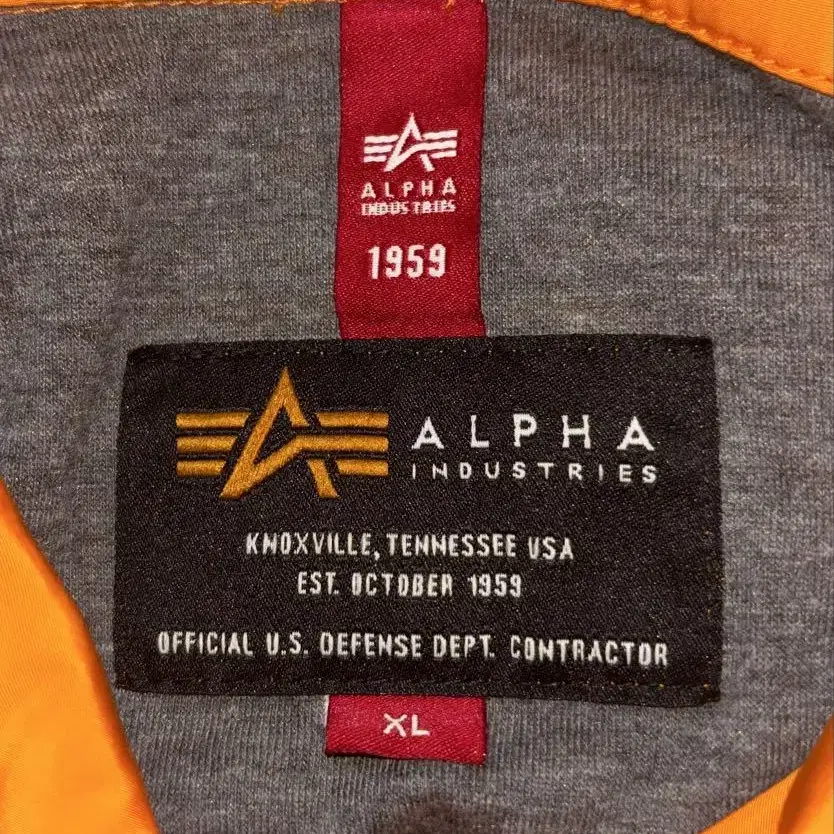 ALPHA
INDUSTRIES
1959
ALPHA
INDUSTRIES
KNOXVILLE, TENNESSEE USA
EST. OCTOBER 1959
OFFICIAL U.S. DEFENSE DEPT. CONTRACTOR
XL